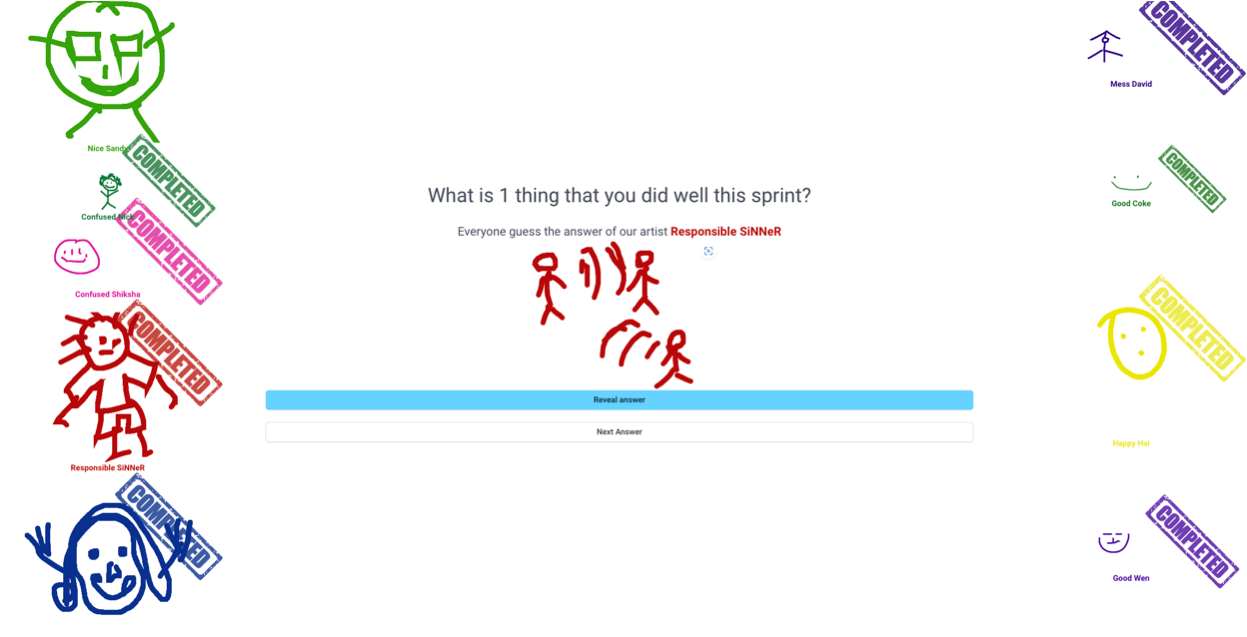 COMPLETED
Nice Sandy
COMPLETED
Confused Nick
COMPLETED
Confused Shiksha
COMPLETED
Responsible SiNNeR
COMPLETED
What is 1 thing that you did well this sprint?
Everyone guess the answer of our artist Responsible SiNNeR
Reveal answer
Next Answer
COMPLETED
Mess David
COMPLETED
Good Coke
COMPLETED
Happy Hai
COMPLETED
Good Wen